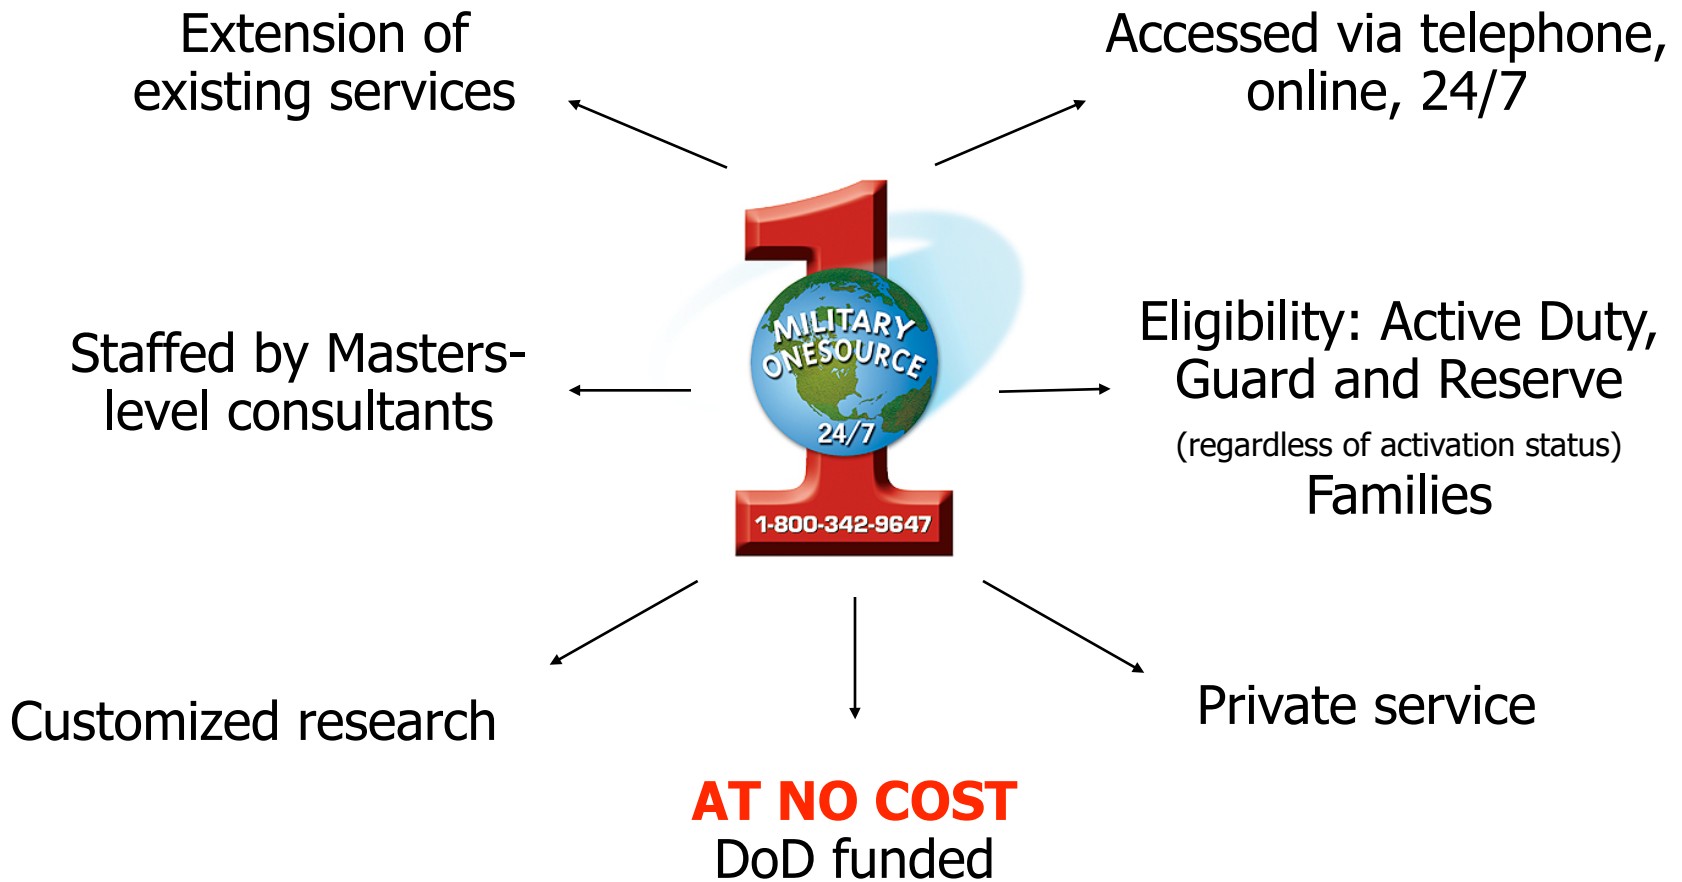 Extension of
existing services
Accessed via telephone,
online, 24/7
MILITARY
ONESOURCE
24/7
1-800-342-9647
Staffed by Masters-
level consultants
Eligibility: Active Duty,
Guard and Reserve
(regardless of activation status)
Families
Customized research
Private service
AT NO COST
DoD funded